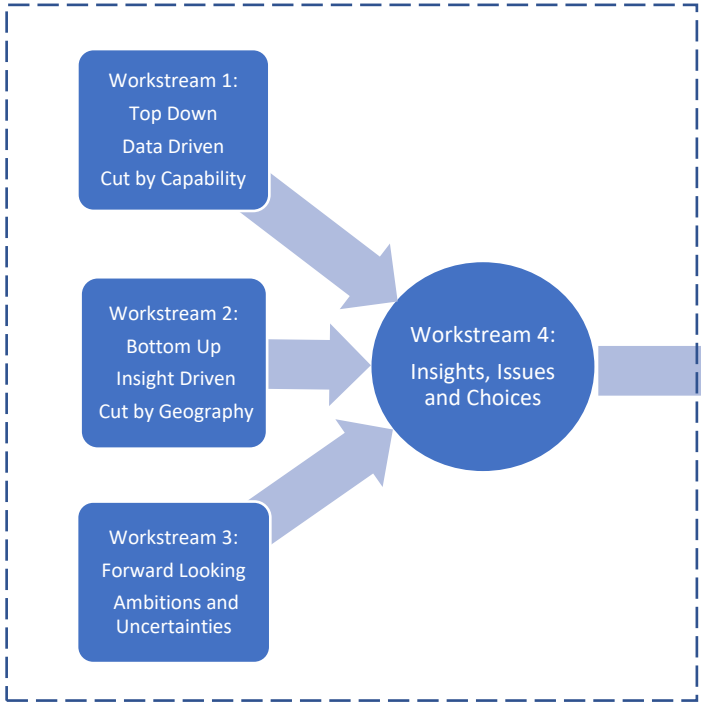 Workstream 1:
Top Down
Data Driven
Cut by Capability
Workstream 2:
Bottom Up
Insight Driven
Cut by Geography
Workstream 3:
Forward Looking
Ambitions and
Uncertainties
Workstream 4:
Insights, Issues
and Choices